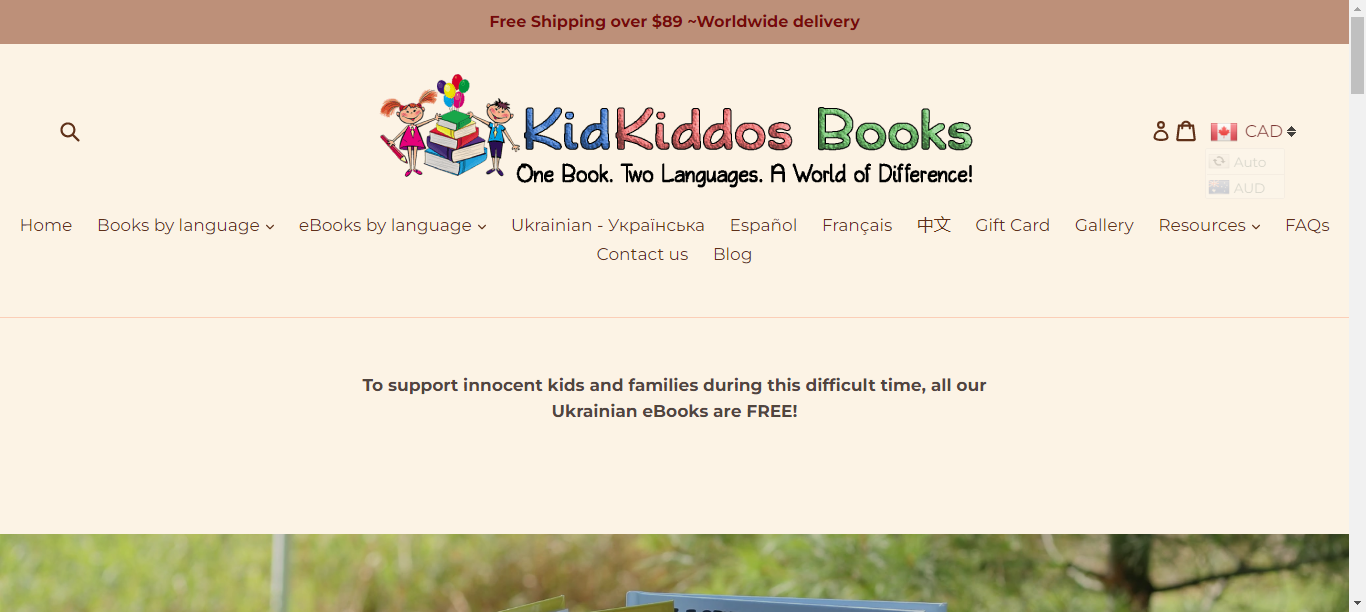 Free Shipping over $89 ~Worldwide delivery
KidKiddos Books
One Book. Two Languages. A World of Difference!
CAD
Auto
AUD
Home Books by language eBooks by language Ukrainian - Українська Español Français 中文 Gift Card Gallery Resources FAQs
Contact us Blog
To support innocent kids and families during this difficult time, all our
Ukrainian eBooks are FREE!